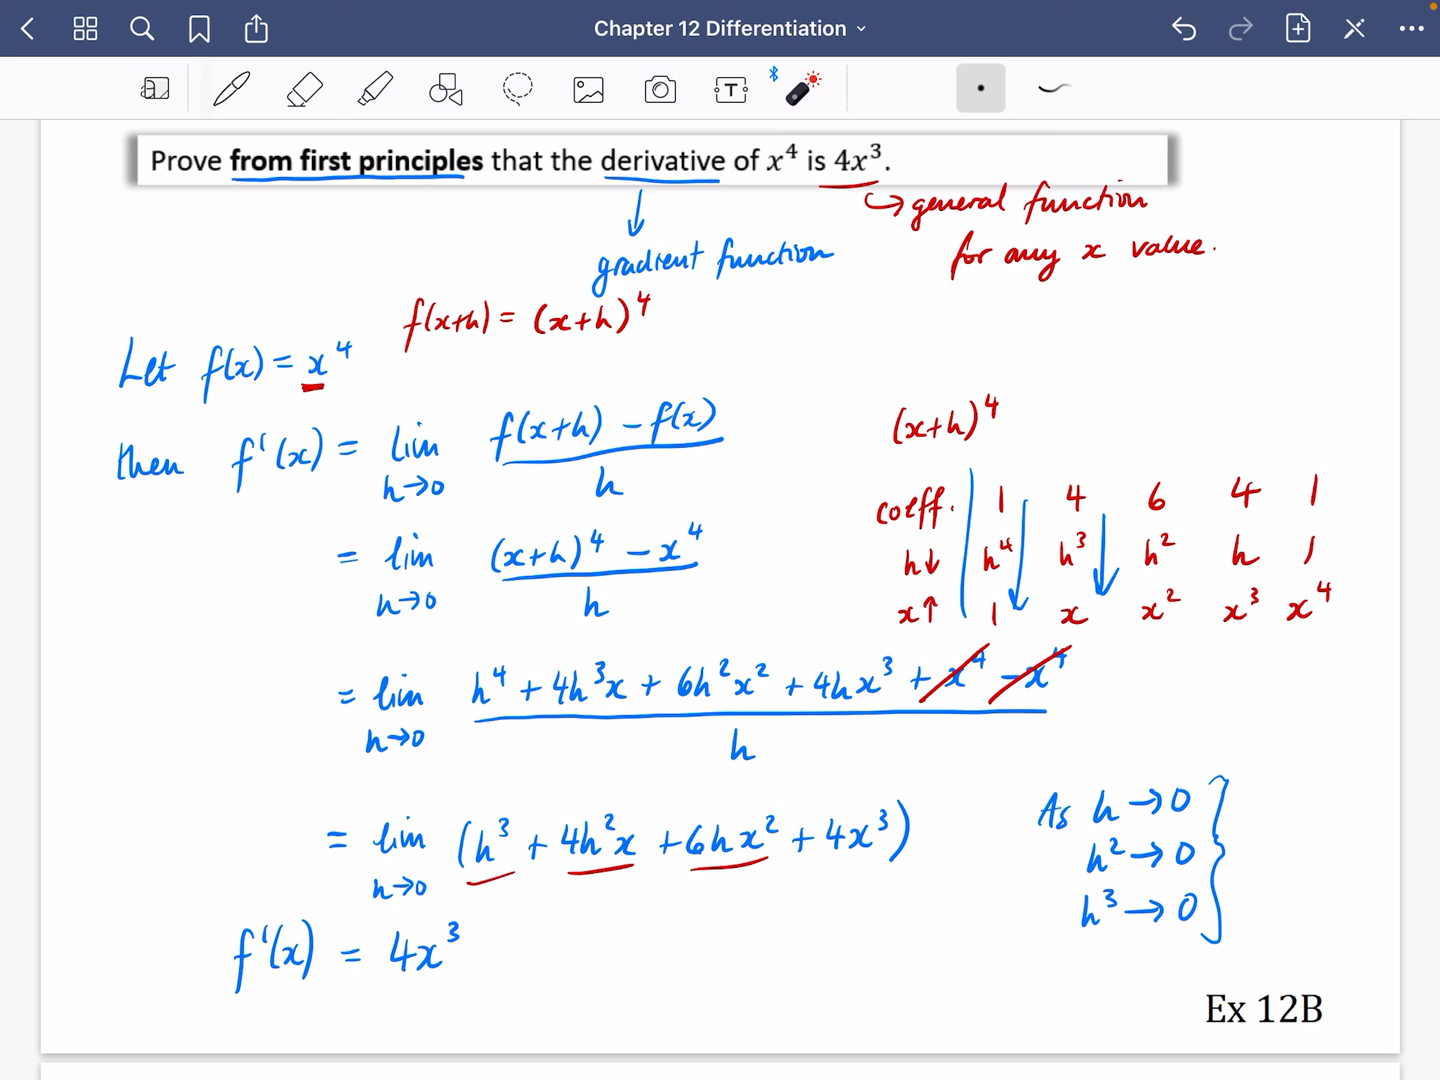 Chapter 12 Differentiation
T
Prove from first principles that the derivative of x⁴ is 4x³.
↪ general function
for any x value.
↓
gradient function
f(x+h) = (x+h)⁴
Let f(x) = x⁴
then f'(x) = lim h→0 (f(x+h) − f(x)) / h
= lim h→0 ((x+h)⁴ − x⁴) / h
= lim h→0 (h⁴ + 4h³x + 6h²x² + 4hx³ + x⁴ − x⁴) / h
= lim h→0 (h³ + 4h²x + 6hx² + 4x³)
f'(x) = 4x³
(x+h)⁴
coeff. 1 4 6 4 1
h↓ h⁴ h³ h² h 1
x↑ 1 x x² x³ x⁴
As h → 0
h² → 0
h³ → 0
Ex 12B